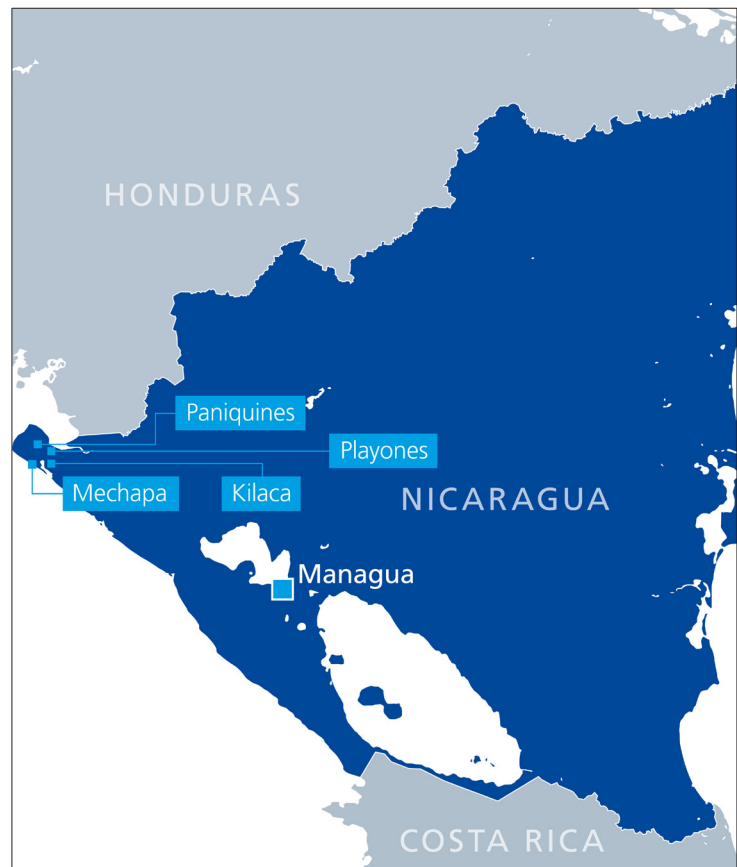 HONDURAS
Paniquines
Playones
Mechapa
Kilaca
NICARAGUA
Managua
COSTA RICA